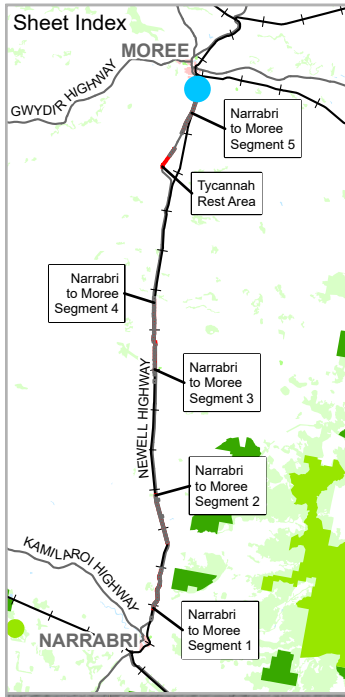 Sheet Index
MOREE
GWYDIR HIGHWAY
Narrabri
to Moree
Segment 5
Tycannah
Rest Area
Narrabri
to Moree
Segment 4
Narrabri
to Moree
Segment 3
NEWELL HIGHWAY
Narrabri
to Moree
Segment 2
KAMILAROI HIGHWAY
Narrabri
to Moree
Segment 1
NARRABRI